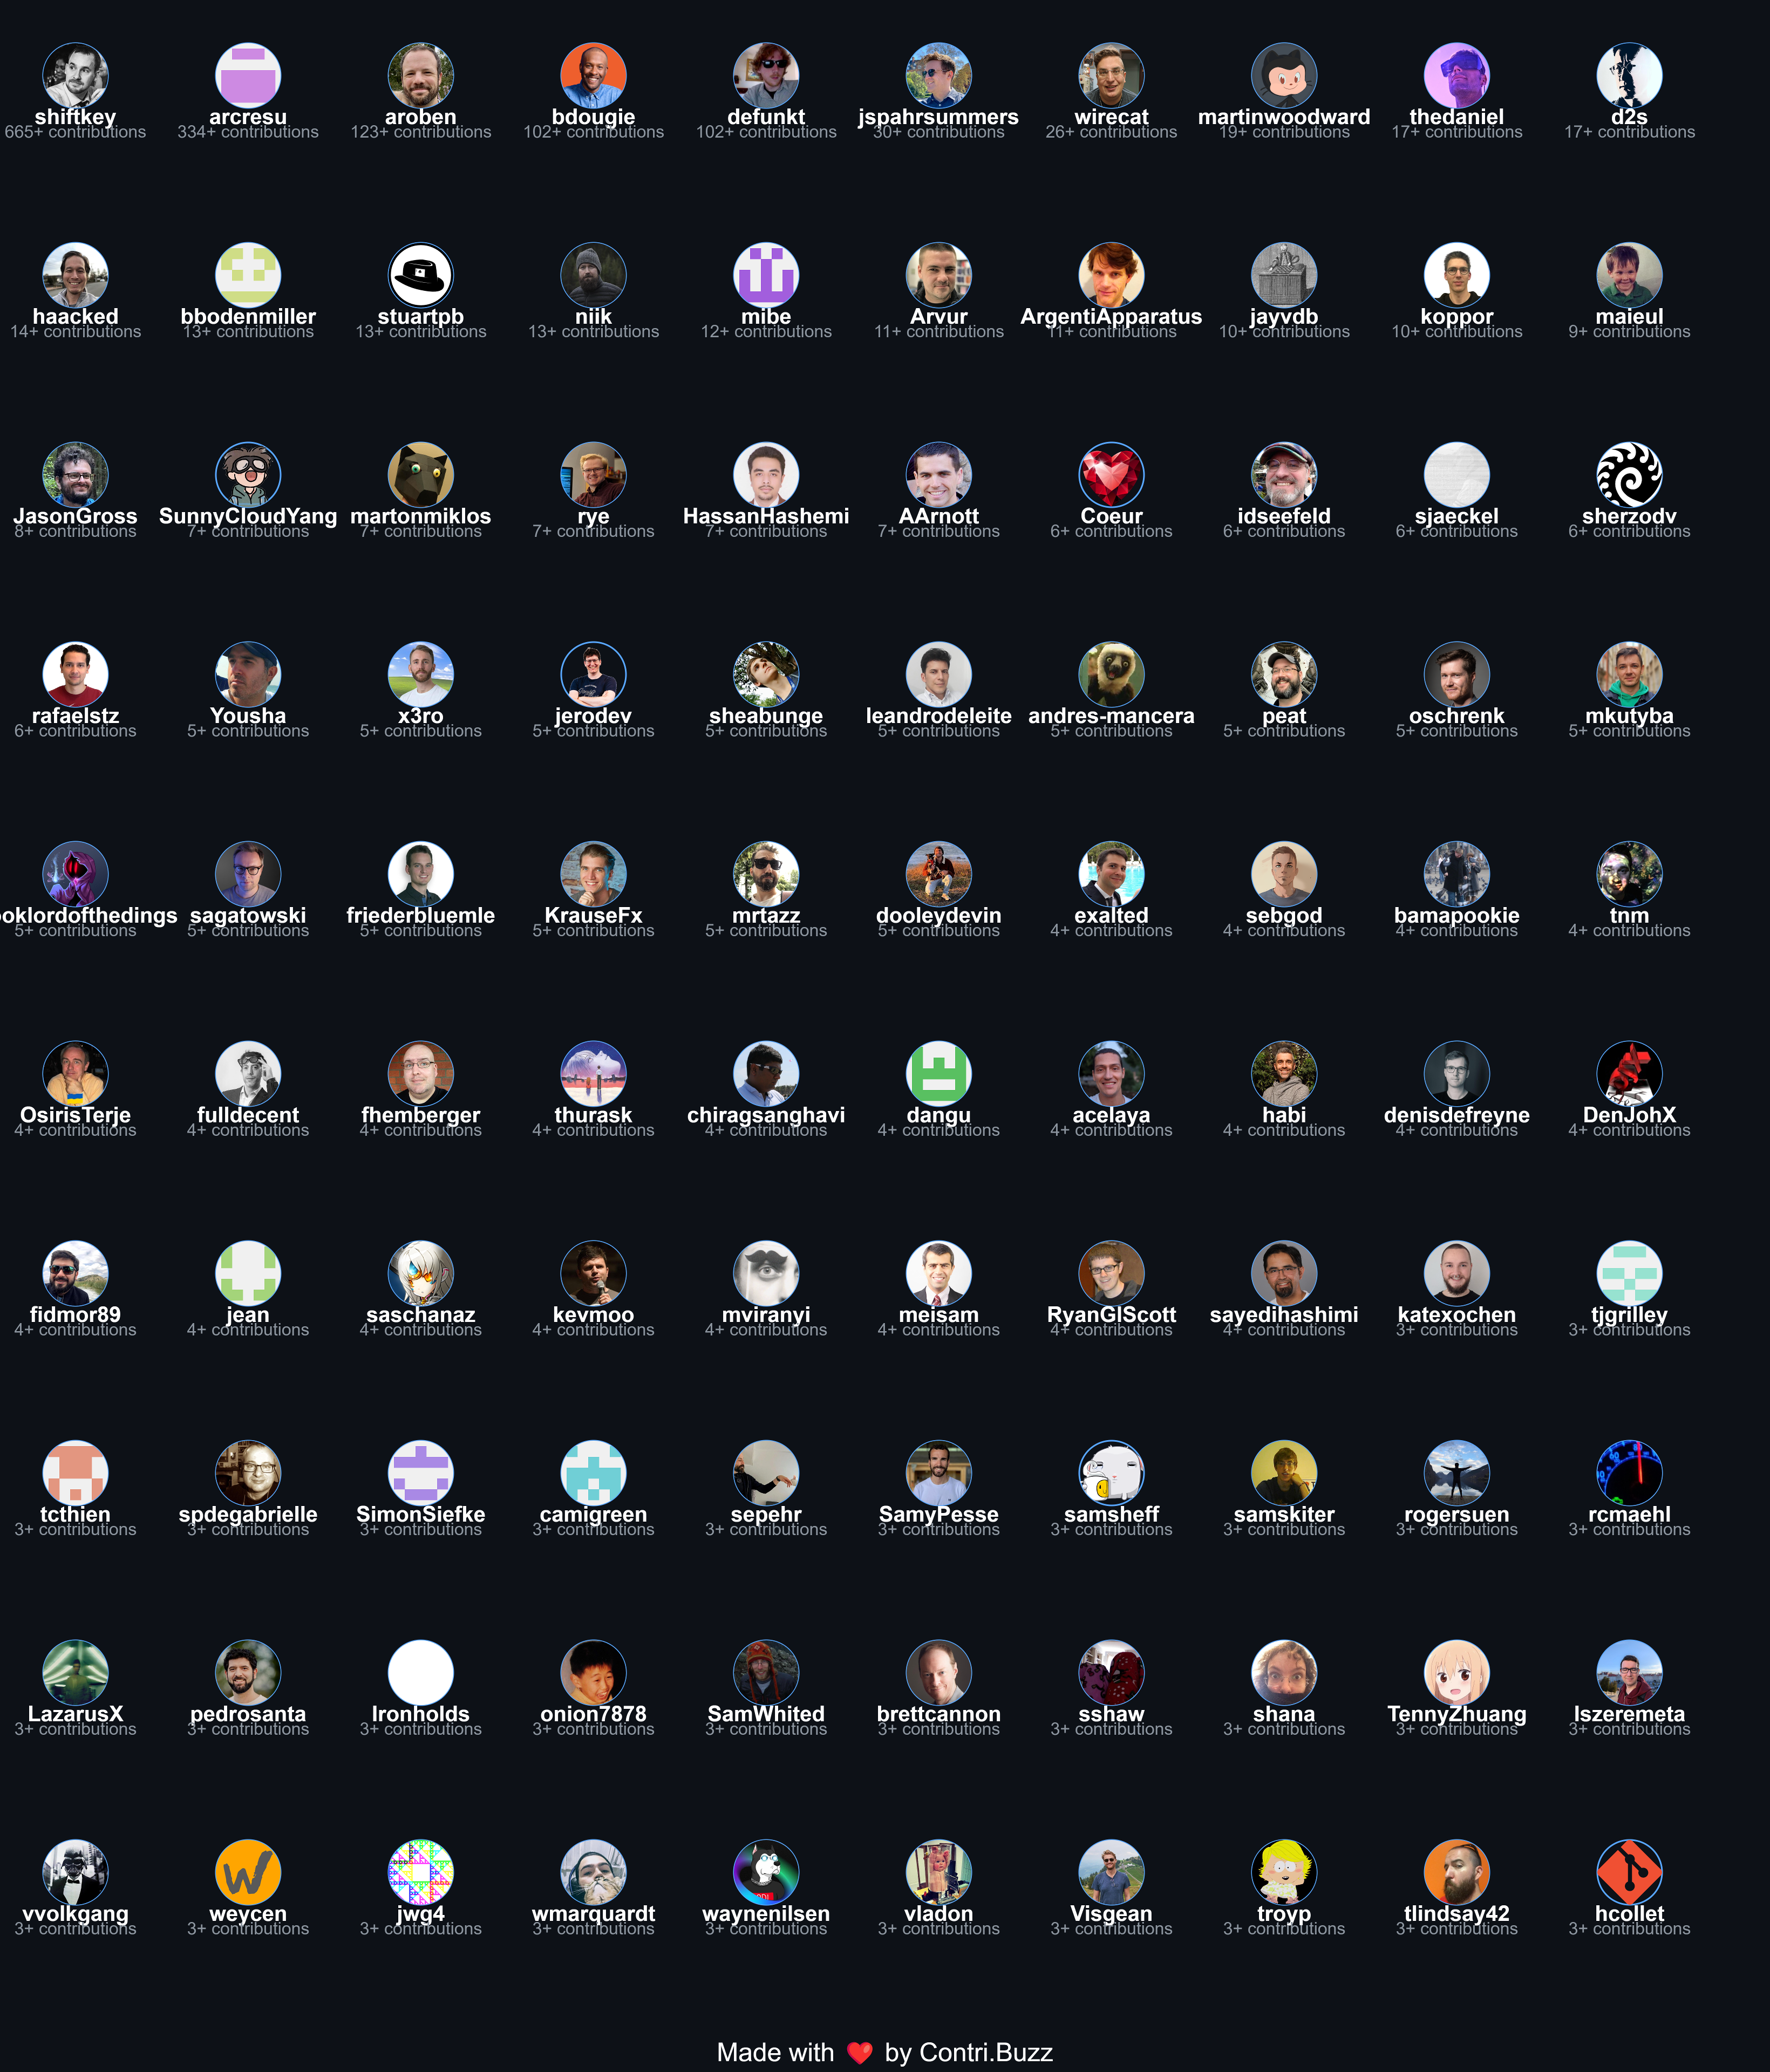 shiftkey arcresu aroben bdougie defunkt jspahrsummers wirecat martinwoodward thedaniel d2s
665+ contributions 334+ contributions 123+ contributions 102+ contributions 102+ contributions 30+ contributions 26+ contributions 19+ contributions 17+ contributions 17+ contributions
haacked bbodenmiller stuartpb niik mibe Arvur ArgentiApparatus jayvdb koppor maieul
14+ contributions 13+ contributions 13+ contributions 13+ contributions 12+ contributions 11+ contributions 11+ contributions 10+ contributions 10+ contributions 9+ contributions
JasonGross SunnyCloudYang martonmiklos rye HassanHashemi AArnott Coeur idseefeld sjaeckel sherzodv
8+ contributions 7+ contributions 7+ contributions 7+ contributions 7+ contributions 7+ contributions 6+ contributions 6+ contributions 6+ contributions 6+ contributions
rafaelstz Yousha x3ro jerodev sheabunge leandrodeleite andres-mancera peat oschrenk mkutyba
6+ contributions 5+ contributions 5+ contributions 5+ contributions 5+ contributions 5+ contributions 5+ contributions 5+ contributions 5+ contributions 5+ contributions
ooklordofthedings sagatowski friederbluemle KrauseFx mrtazz dooleydevin exalted sebgod bamapookie tnm
5+ contributions 5+ contributions 5+ contributions 5+ contributions 5+ contributions 5+ contributions 4+ contributions 4+ contributions 4+ contributions 4+ contributions
OsirisTerje fulldecent fhemberger thurask chiragsanghavi dangu acelaya habi denisdefreyne DenJohX
4+ contributions 4+ contributions 4+ contributions 4+ contributions 4+ contributions 4+ contributions 4+ contributions 4+ contributions 4+ contributions 4+ contributions
fidmor89 jean saschanaz kevmoo mviranyi meisam RyanGlScott sayedihashimi katexochen tjgrilley
4+ contributions 4+ contributions 4+ contributions 4+ contributions 4+ contributions 4+ contributions 4+ contributions 4+ contributions 3+ contributions 3+ contributions
tcthien spdegabrielle SimonSiefke camigreen sepehr SamyPesse samsheff samskiter rogersuen rcmaehl
3+ contributions 3+ contributions 3+ contributions 3+ contributions 3+ contributions 3+ contributions 3+ contributions 3+ contributions 3+ contributions 3+ contributions
LazarusX pedrosanta Ironholds onion7878 SamWhited brettcannon sshaw shana TennyZhuang lszeremeta
3+ contributions 3+ contributions 3+ contributions 3+ contributions 3+ contributions 3+ contributions 3+ contributions 3+ contributions 3+ contributions 3+ contributions
vvolkgang weycen jwg4 wmarquardt waynenilsen vladon Visgean troyp tlindsay42 hcollet
3+ contributions 3+ contributions 3+ contributions 3+ contributions 3+ contributions 3+ contributions 3+ contributions 3+ contributions 3+ contributions 3+ contributions
Made with ❤️ by Contri.Buzz